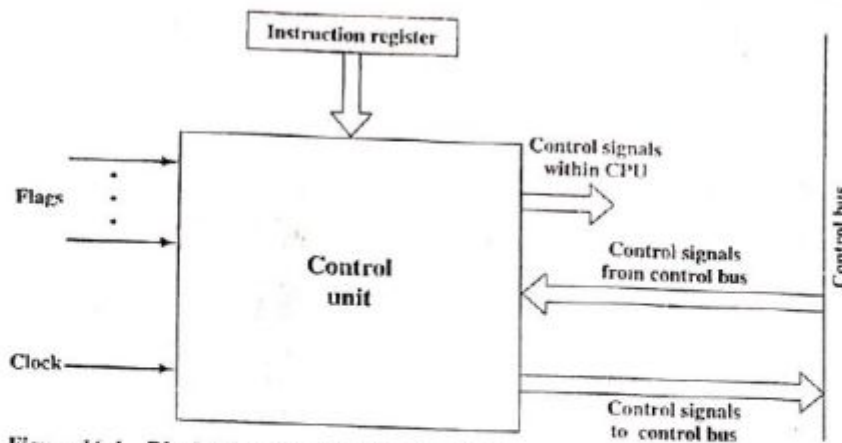 Instruction register
Control signals
within CPU
Flags
Control
unit
Control signals
from control bus
Control bus
Clock
Control signals
to control bus